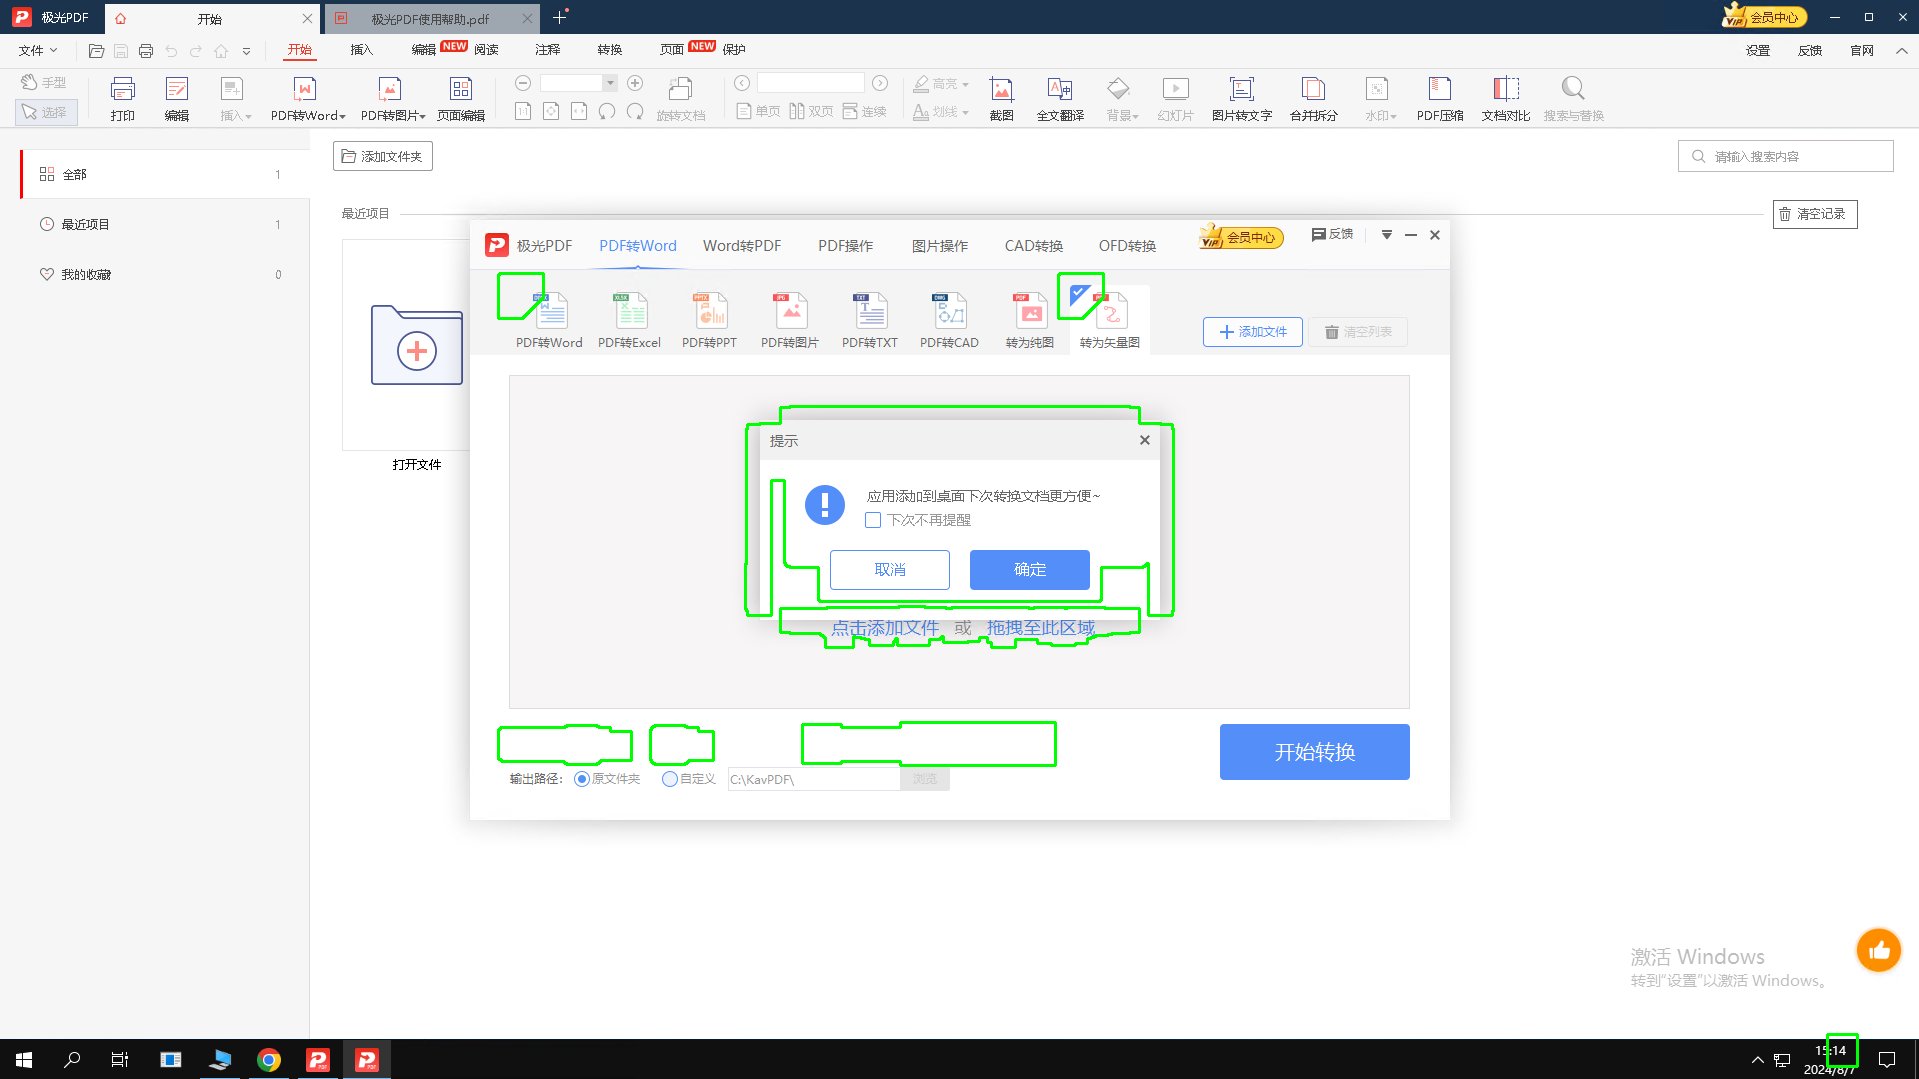 极光PDF 开始 极光PDF使用帮助.pdf 会员中心
文件 开始 插入 编辑 NEW 阅读 注释 转换 页面 NEW 保护 设置 反馈 官网
手型 高亮
选择 单页 双页 连续 划线
打印 编辑 插入 PDF转Word PDF转图片 页面编辑 旋转文档 截图 全文翻译 背景 幻灯片 图片转文字 合并拆分 水印 PDF压缩 文档对比 搜索与替换
添加文件夹 请输入搜索内容
全部 1
最近项目 清空记录
最近项目 1
我的收藏 0
打开文件
极光PDF PDF转Word Word转PDF PDF操作 图片操作 CAD转换 OFD转换 VIP 会员中心 反馈
PDF转Word PDF转Excel PDF转PPT PDF转图片 PDF转TXT PDF转CAD 转为纯图 转为矢量图 添加文件 清空列表
提示
应用添加到桌面下次转换文档更方便~
下次不再提醒
取消 确定
点击添加文件 或 拖拽至此区域
输出路径: 原文件夹 自定义 C:\KavPDF\ 浏览 开始转换
激活 Windows
转到"设置"以激活 Windows。
15:14
2024/8/7